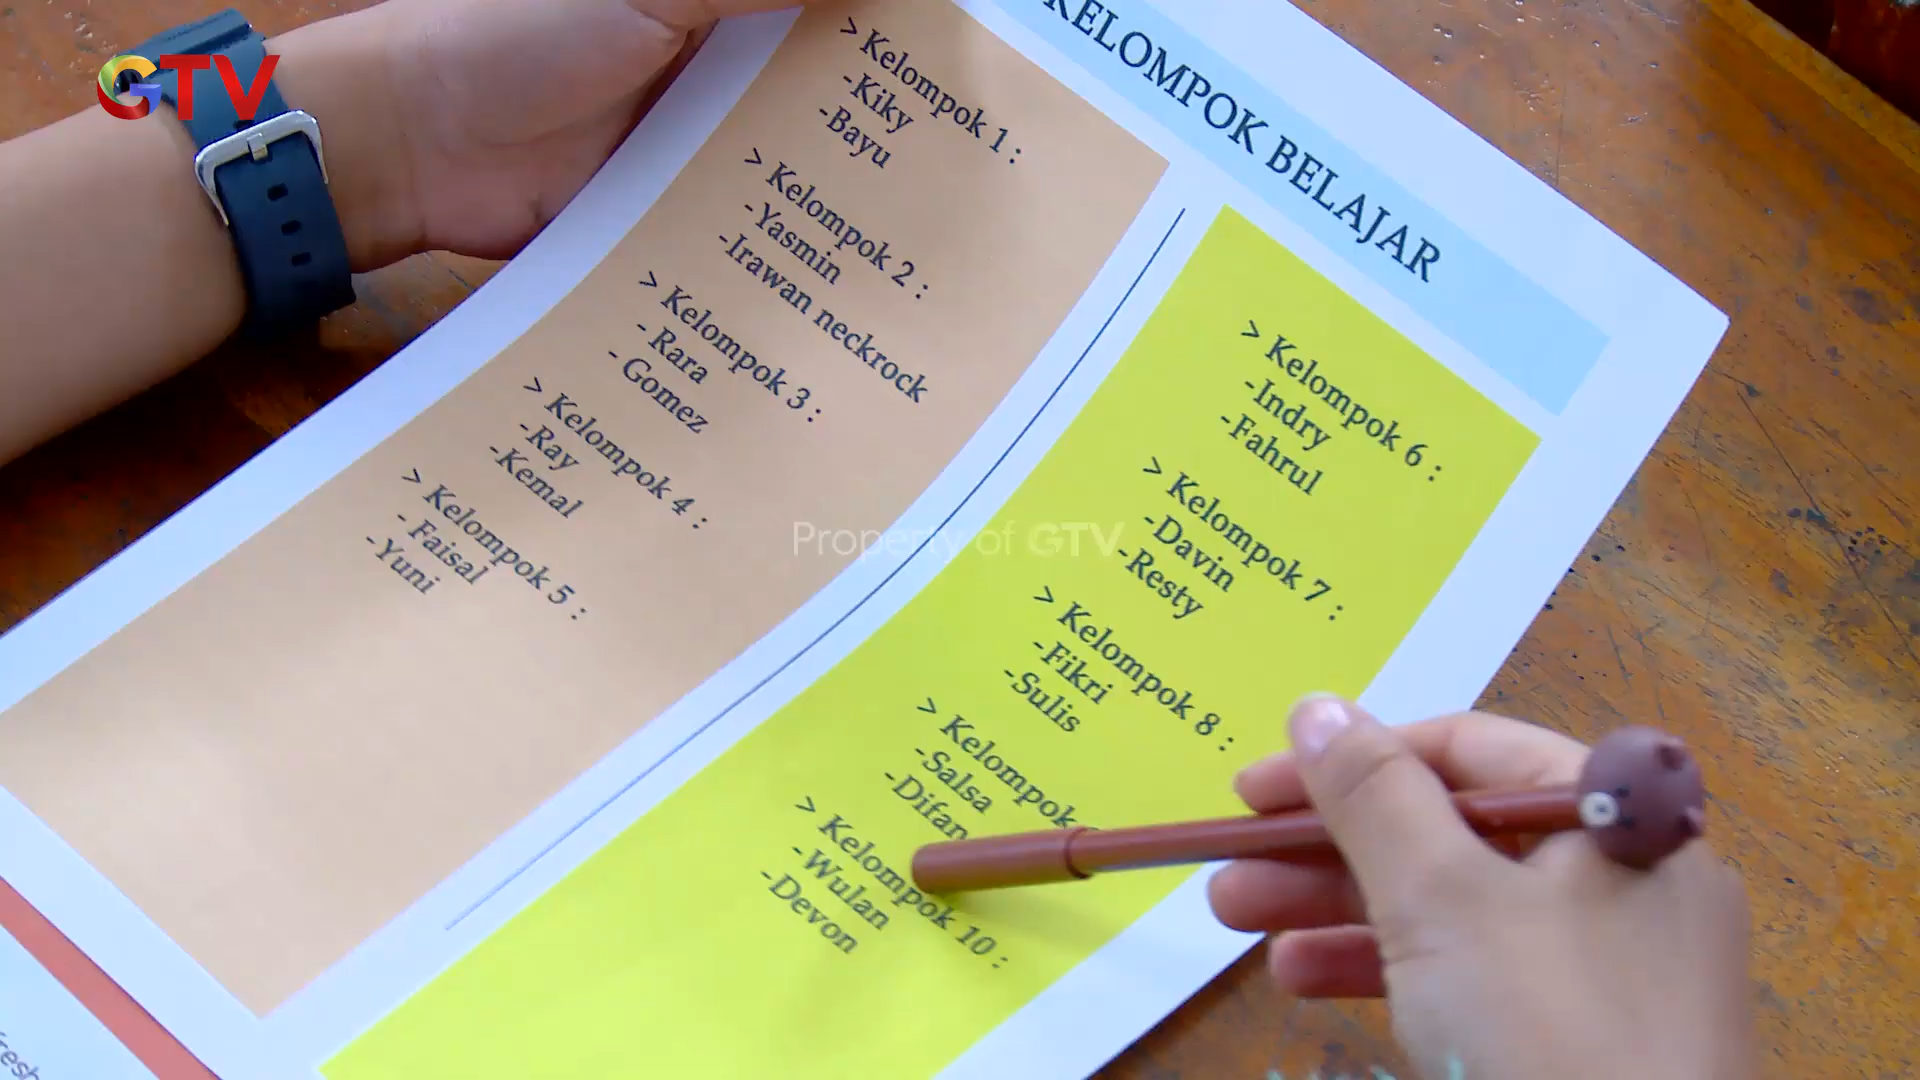 GTV
KELOMPOK BELAJAR
> Kelompok 1 :
-Kiky
-Bayu
> Kelompok 2 :
-Yasmin
-Irawan neckrock
> Kelompok 3 :
- Rara
- Gomez
> Kelompok 4 :
-Ray
-Kemal
> Kelompok 5 :
- Faisal
-Yuni
> Kelompok 6 :
-Indry
-Fahrul
> Kelompok 7 :
-Davin
-Resty
> Kelompok 8 :
-Fikri
-Sulis
> Kelompok
-Salsa
-Difan
> Kelompok 10 :
-Wulan
-Devon
Property of GTV